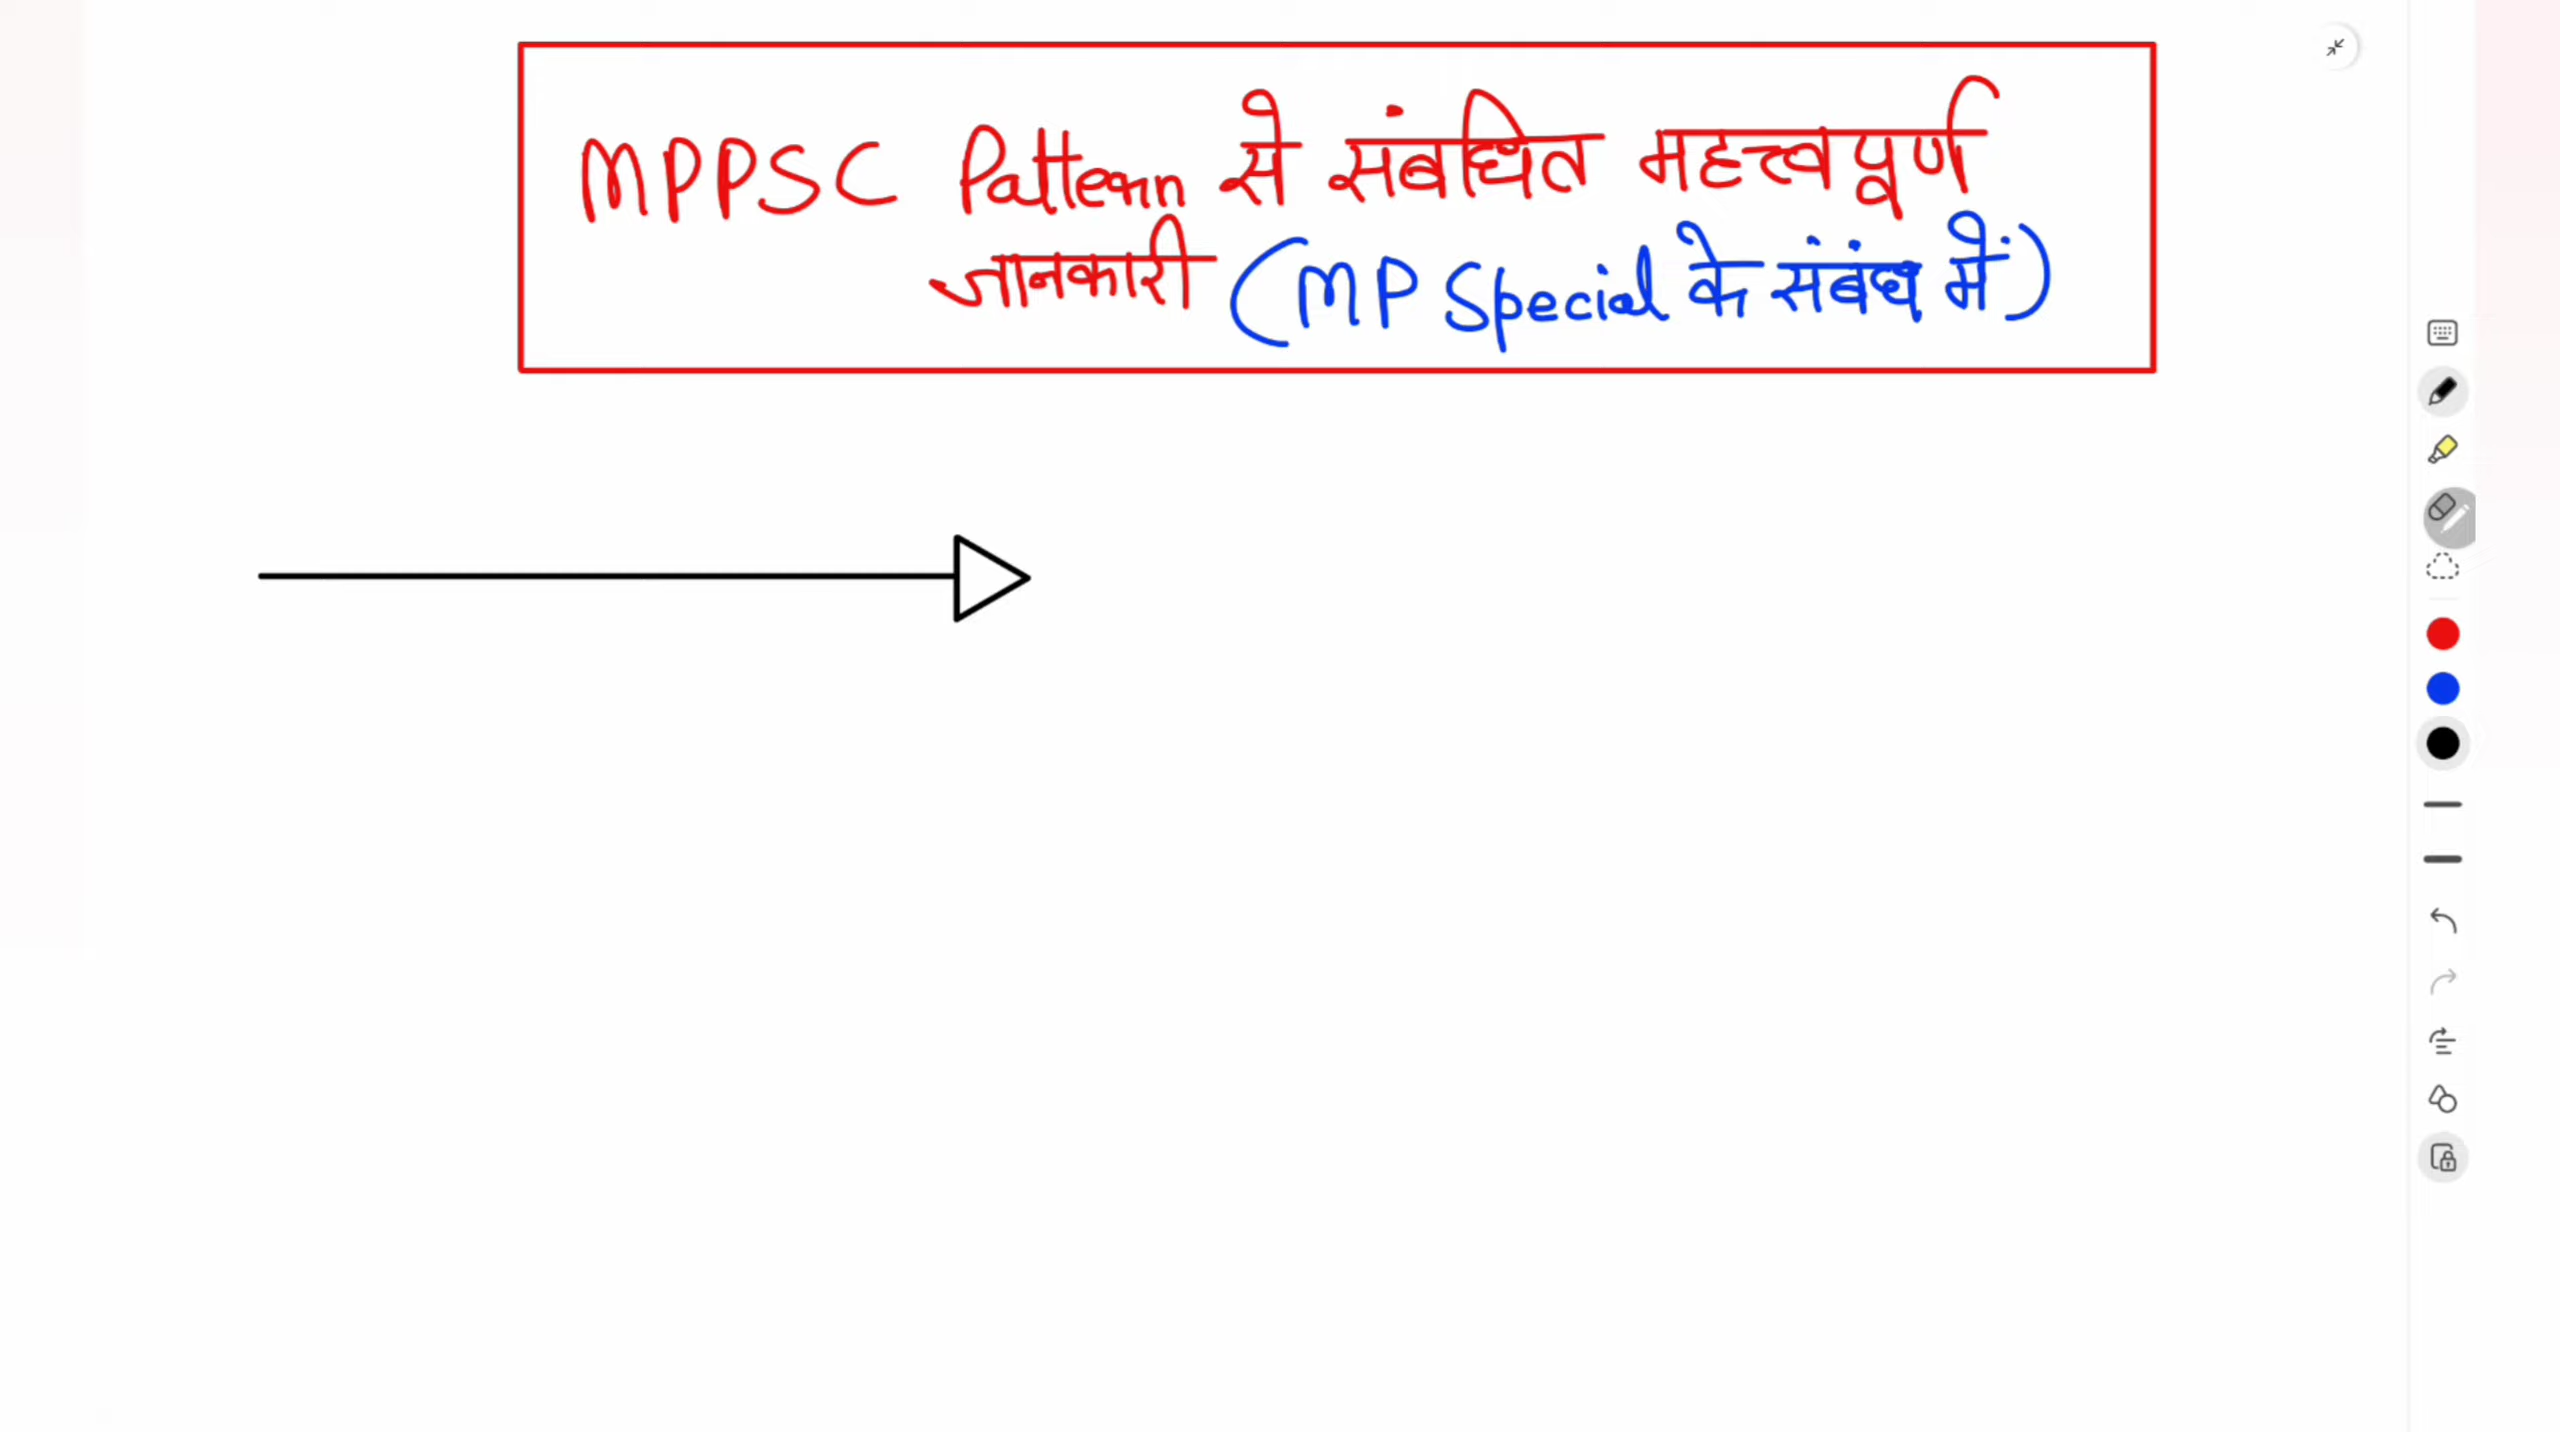 MPPSC Pattern से संबंधित महत्त्वपूर्ण
जानकारी (MP Special के संबंध में)